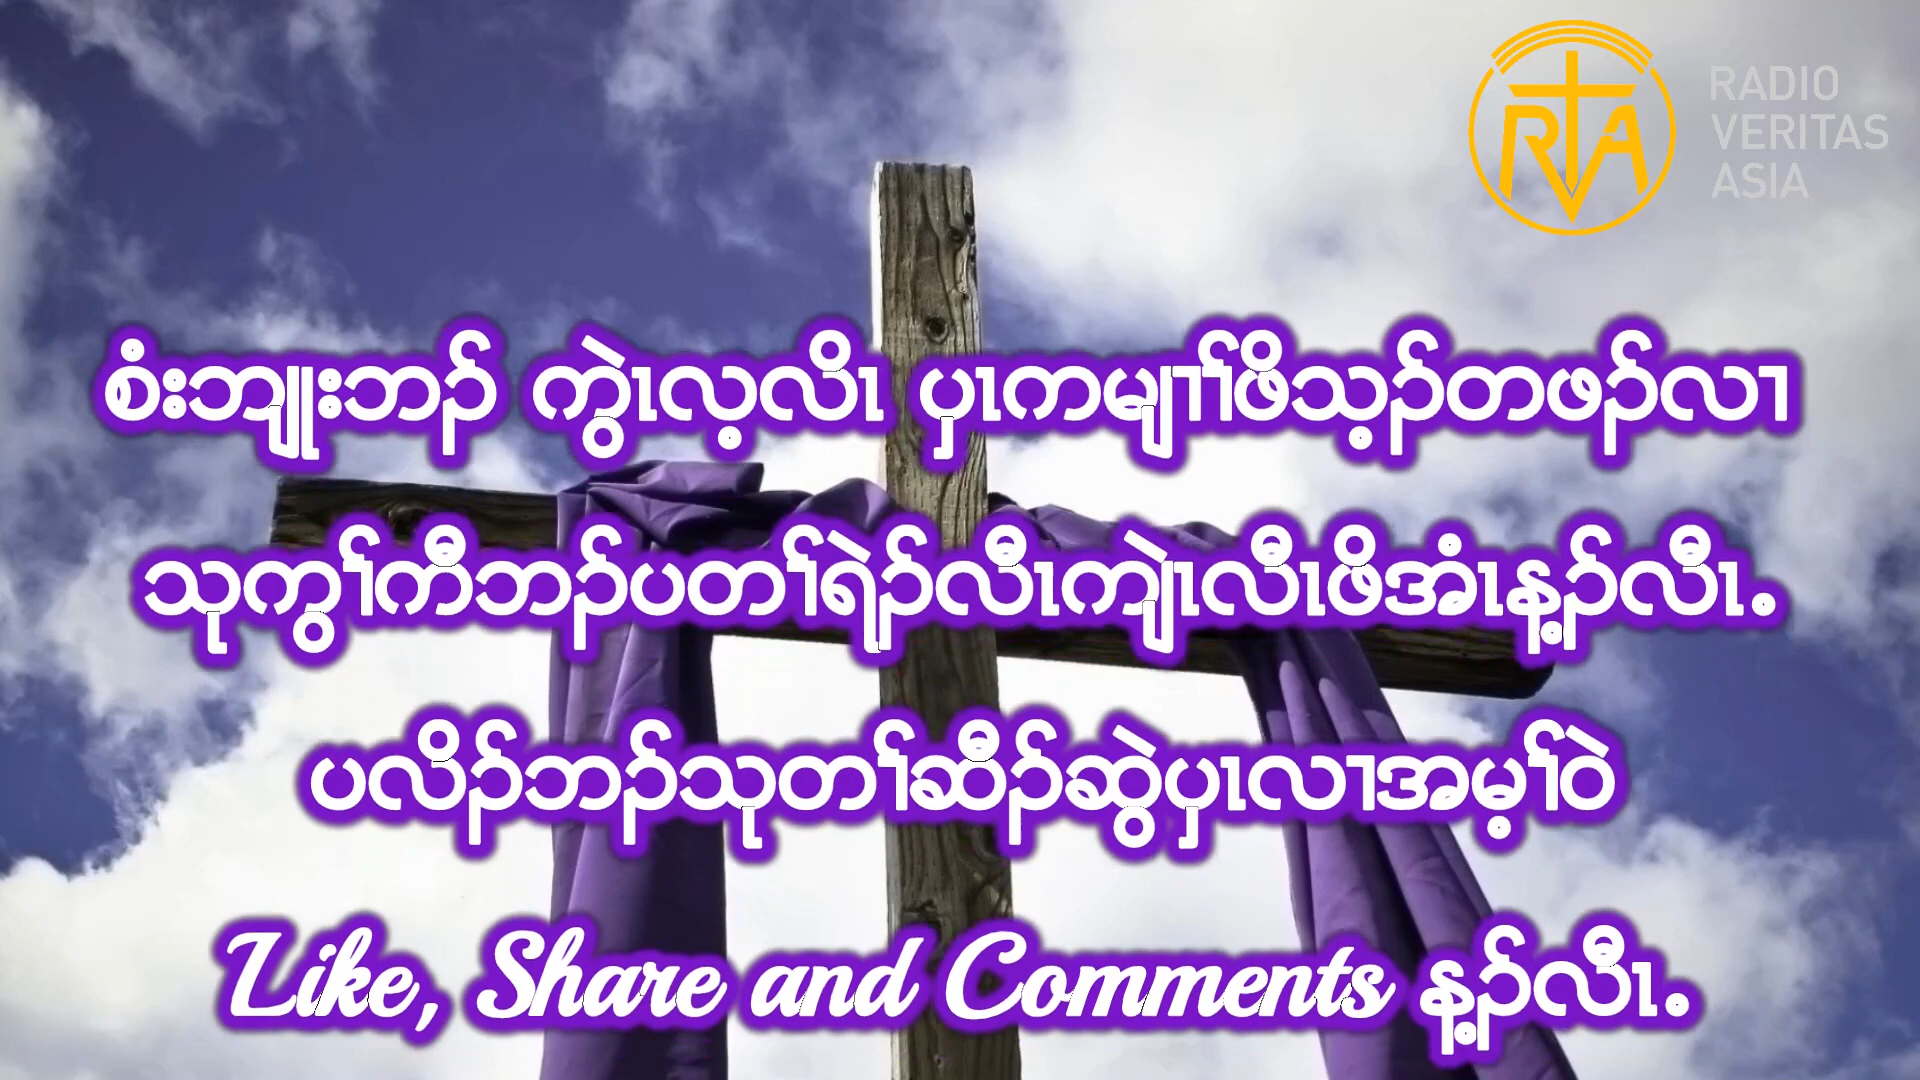 RADIO
VERITAS
ASIA
RVA
စံးဘျုးဘၣ် ကွဲၤလ့လိၤ ပှၤကမျၢၢ်ဖိသ့ၣ်တဖၣ်လၢ
သုကွၢ်ကီဘၣ်ပတၢ်ရဲၣ်လီၤကျဲၤလီၤဖိအံၤန့ၣ်လီၤ.
ပလိၣ်ဘၣ်သုတၢ်ဆီၣ်ဆွဲပှၤလၢအမ့ၢ်ဝဲ
Like, Share and Comments န့ၣ်လီၤ.